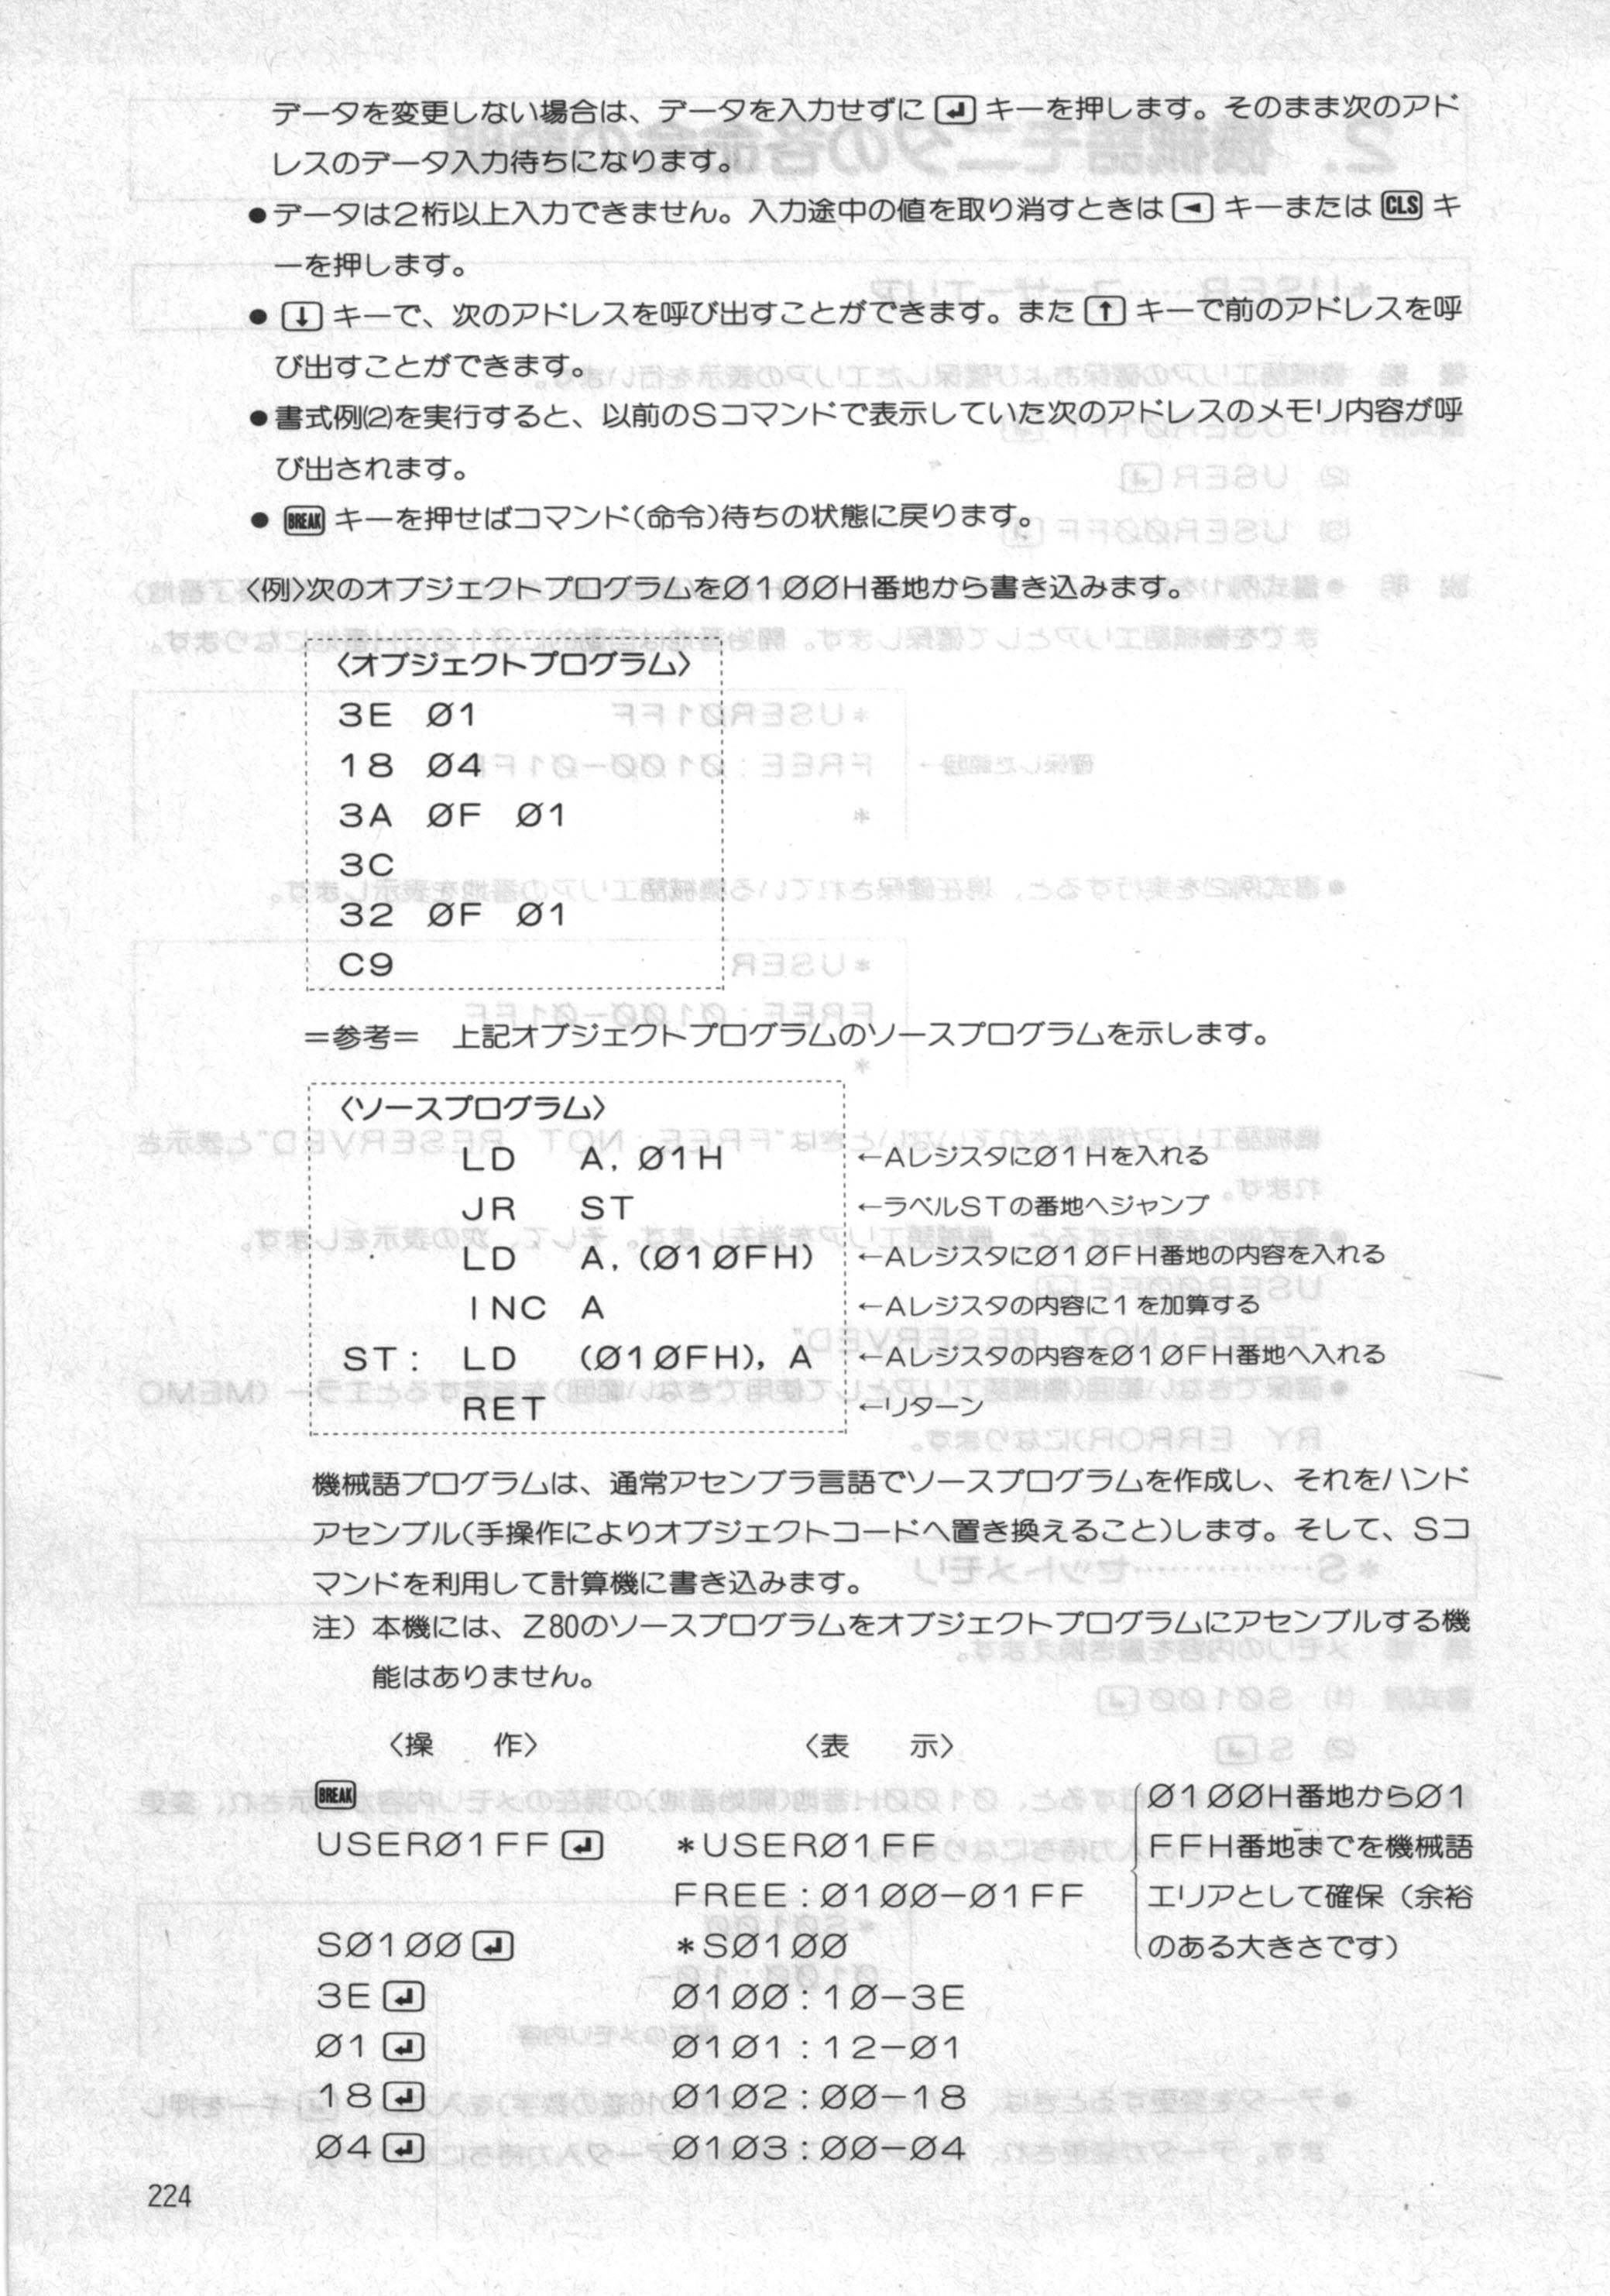 データを変更しない場合は、データを入力せずに ↵ キーを押します。そのまま次のアド
レスのデータ入力待ちになります。
●データは2桁以上入力できません。入力途中の値を取り消すときは ◄ キーまたは CLS キ
ーを押します。
● ↓ キーで、次のアドレスを呼び出すことができます。また ↑ キーで前のアドレスを呼
び出すことができます。
●書式例(2)を実行すると、以前のSコマンドで表示していた次のアドレスのメモリ内容が呼
び出されます。
● BREAK キーを押せばコマンド(命令)待ちの状態に戻ります。
〈例〉次のオブジェクトプログラムをØ1ØØH番地から書き込みます。
〈オブジェクトプログラム〉
3E Ø1
18 Ø4
3A ØF Ø1
3C
32 ØF Ø1
C9
=参考= 上記オブジェクトプログラムのソースプログラムを示します。
〈ソースプログラム〉
LD A, Ø1H ←AレジスタにØ1Hを入れる
JR ST ←ラベルSTの番地へジャンプ
LD A, (Ø1ØFH) ←AレジスタにØ1ØFH番地の内容を入れる
INC A ←Aレジスタの内容に1を加算する
ST: LD (Ø1ØFH), A ←Aレジスタの内容をØ1ØFH番地へ入れる
RET ←リターン
機械語プログラムは、通常アセンブラ言語でソースプログラムを作成し、それをハンド
アセンブル(手操作によりオブジェクトコードへ置き換えること)します。そして、Sコ
マンドを利用して計算機に書き込みます。
注）本機には、Z80のソースプログラムをオブジェクトプログラムにアセンブルする機
能はありません。
〈操 作〉 〈表 示〉
BREAK Ø1ØØH番地からØ1
USERØ1FF ↵ *USERØ1FF FFH番地までを機械語
FREE:Ø1ØØ−Ø1FF エリアとして確保（余裕
SØ1ØØ ↵ *SØ1ØØ のある大きさです）
3E ↵ Ø1ØØ:1Ø−3E
Ø1 ↵ Ø1Ø1:12−Ø1
18 ↵ Ø1Ø2:ØØ−18
Ø4 ↵ Ø1Ø3:ØØ−Ø4
224